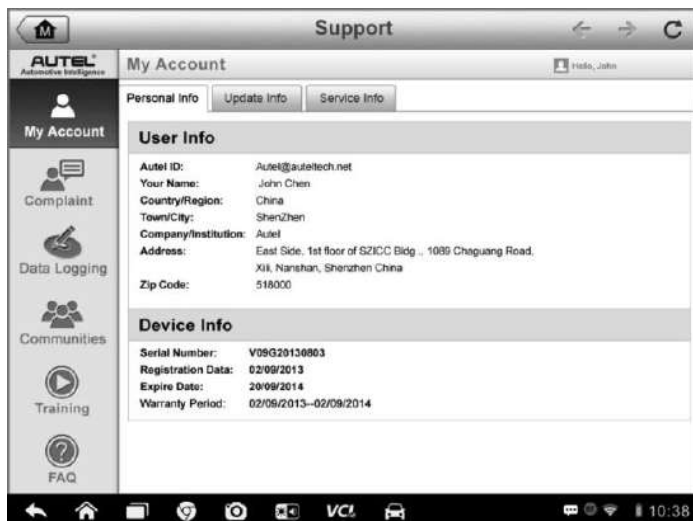 Support
AUTEL
Automotive Intelligence
My Account
Hello, John
Personal Info
Update Info
Service Info
My Account
Complaint
Data Logging
Communities
Training
FAQ
User Info
Autel ID: Autel@auteltech.net
Your Name: John Chen
Country/Region: China
Town/City: ShenZhen
Company/Institution: Autel
Address: East Side, 1st floor of SZICC Bldg., 1089 Chaguang Road,
Xili, Nanshan, Shenzhen China
Zip Code: 518000
Device Info
Serial Number: V09G20130803
Registration Data: 02/09/2013
Expire Date: 20/09/2014
Warranty Period: 02/09/2013--02/09/2014
VCI
10:38